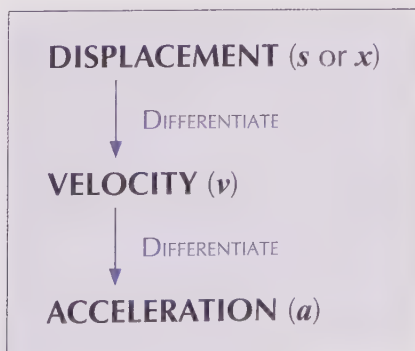 DISPLACEMENT (s or x)
DIFFERENTIATE
VELOCITY (v)
DIFFERENTIATE
ACCELERATION (a)